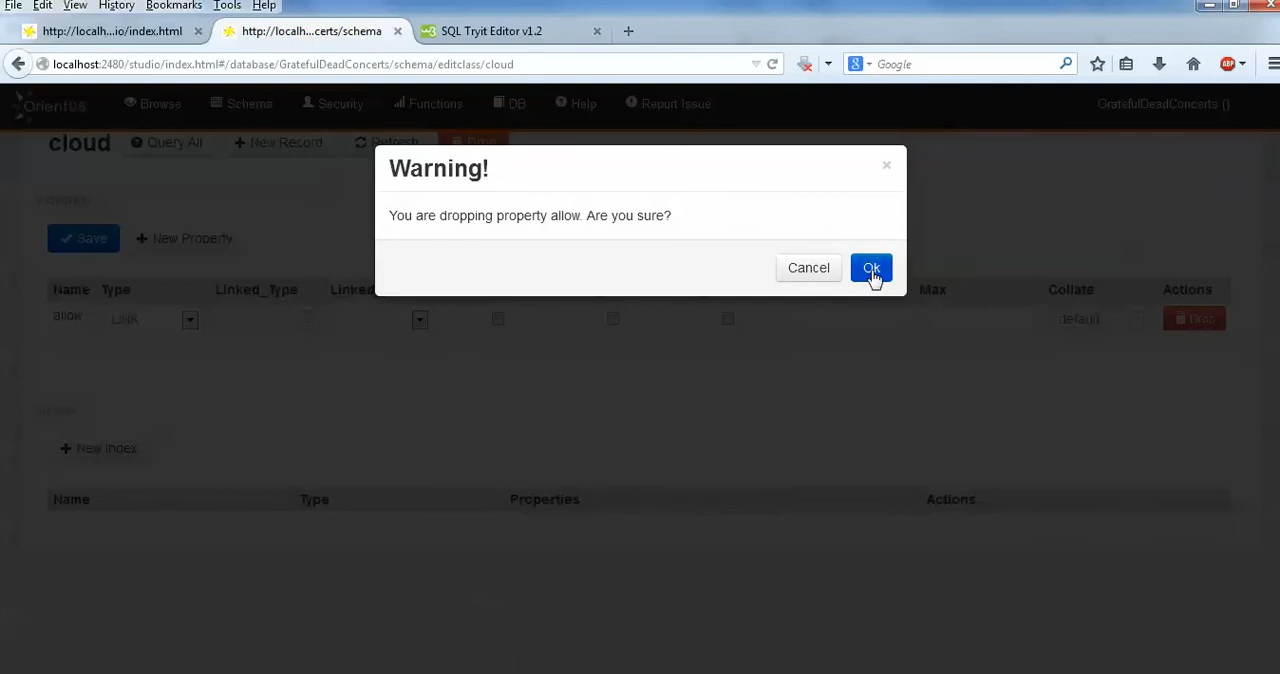 File Edit View History Bookmarks Tools Help
http://localh...io/index.html × http://localh...certs/schema × SQL Tryit Editor v1.2 × +
localhost:2480/studio/index.html#/database/GratefulDeadConcerts/schema/editclass/cloud Google ABP
Browse Schema Security Functions DB Help Report Issue GratefulDeadConcerts ()
cloud Query All + New Record Refresh Drop
Warning! ×
You are dropping property allow. Are you sure?
Save + New Property
Cancel Ok
Name Type Linked_Type Linked Max Collate Actions
allow LINK default Drop
+ New Index
Name Type Properties Actions